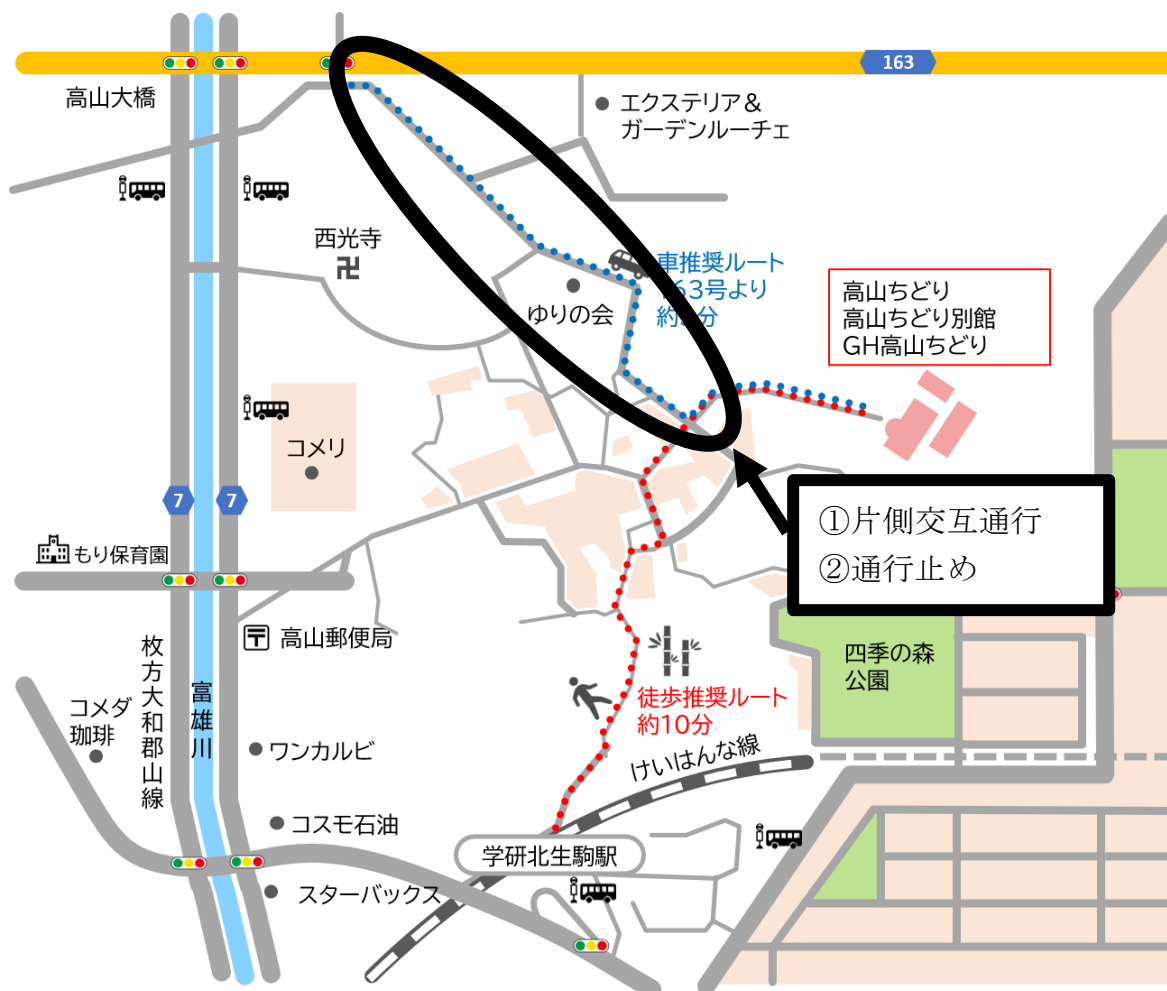 163
高山大橋
エクステリア&
ガーデンルーチェ
西光寺
車推奨ルート
163号より
ゆりの会
高山ちどり
高山ちどり別館
GH高山ちどり
コメリ
7
7
①片側交互通行
②通行止め
もり保育園
高山郵便局
枚方大和郡山線
富雄川
四季の森
公園
徒歩推奨ルート
約10分
コメダ
珈琲
ワンカルビ
けいはんな線
コスモ石油
学研北生駒駅
スターバックス